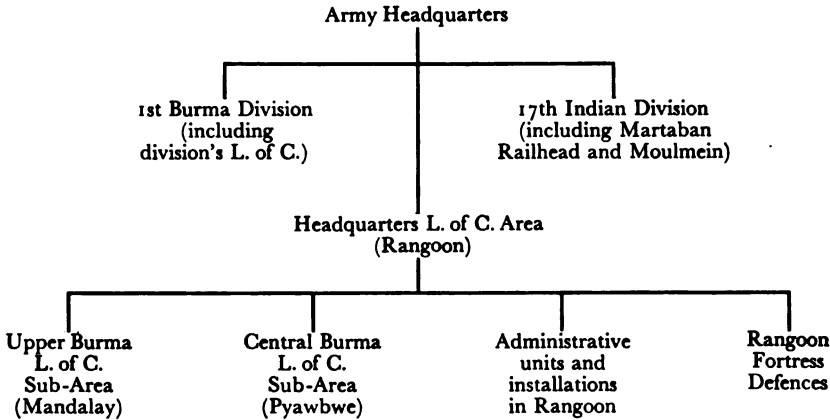 Army Headquarters
1st Burma Division
(including
division's L. of C.)
17th Indian Division
(including Martaban
Railhead and Moulmein)
Headquarters L. of C. Area
(Rangoon)
Upper Burma
L. of C.
Sub-Area
(Mandalay)
Central Burma
L. of C.
Sub-Area
(Pyawbwe)
Administrative
units and
installations
in Rangoon
Rangoon
Fortress
Defences